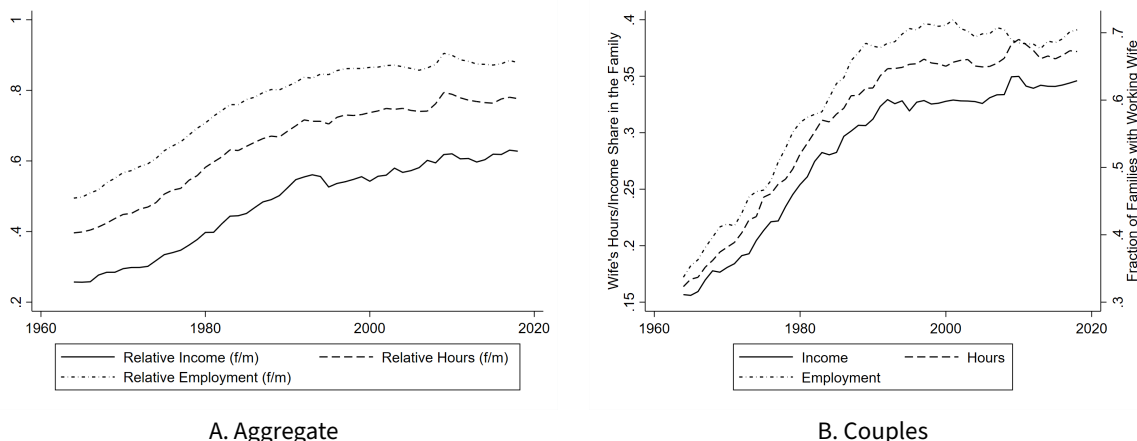 1
.8
.6
.4
.2
1960 1980 2000 2020
Relative Income (f/m) Relative Hours (f/m)
Relative Employment (f/m)
A. Aggregate
Wife's Hours/Income Share in the Family
.4
.35
.3
.25
.2
.15
.7
.6
.5
.4
.3
Fraction of Families with Working Wife
1960 1980 2000 2020
Income Hours
Employment
B. Couples